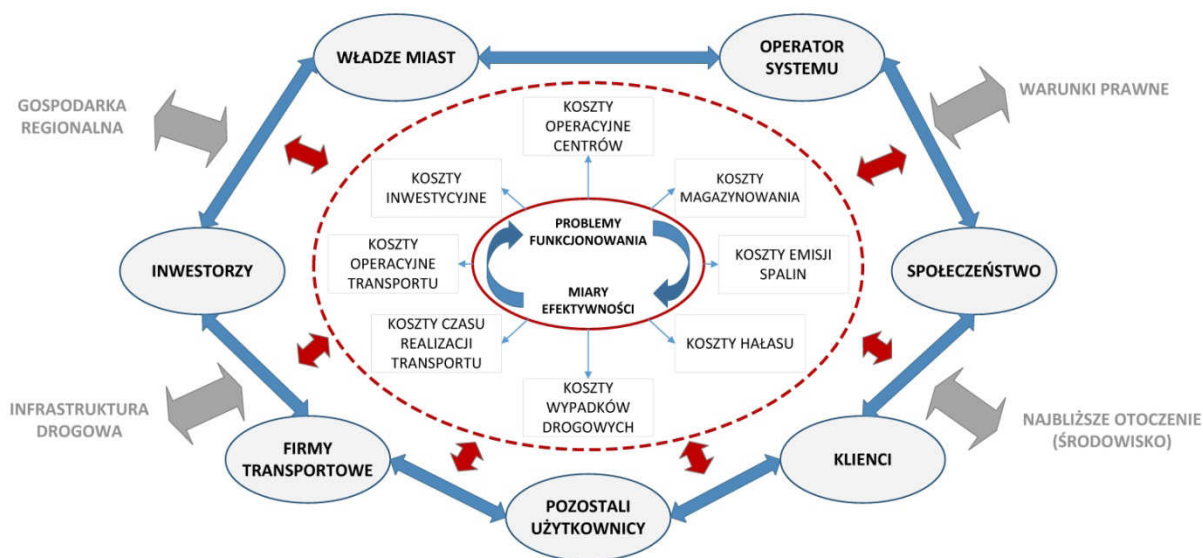 WŁADZE MIAST
OPERATOR
SYSTEMU
GOSPODARKA
REGIONALNA
WARUNKI PRAWNE
KOSZTY
OPERACYJNE
CENTRÓW
KOSZTY
INWESTYCYJNE
KOSZTY
MAGAZYNOWANIA
PROBLEMY
FUNKCJONOWANIA
INWESTORZY
KOSZTY
OPERACYJNE
TRANSPORTU
KOSZTY EMISJI
SPALIN
SPOŁECZEŃSTWO
MIARY
EFEKTYWNOŚCI
KOSZTY CZASU
REALIZACJI
TRANSPORTU
KOSZTY HAŁASU
KOSZTY
WYPADKÓW
DROGOWYCH
INFRASTRUKTURA
DROGOWA
NAJBLIŻSZE OTOCZENIE
(ŚRODOWISKO)
FIRMY
TRANSPORTOWE
KLIENCI
POZOSTALI
UŻYTKOWNICY